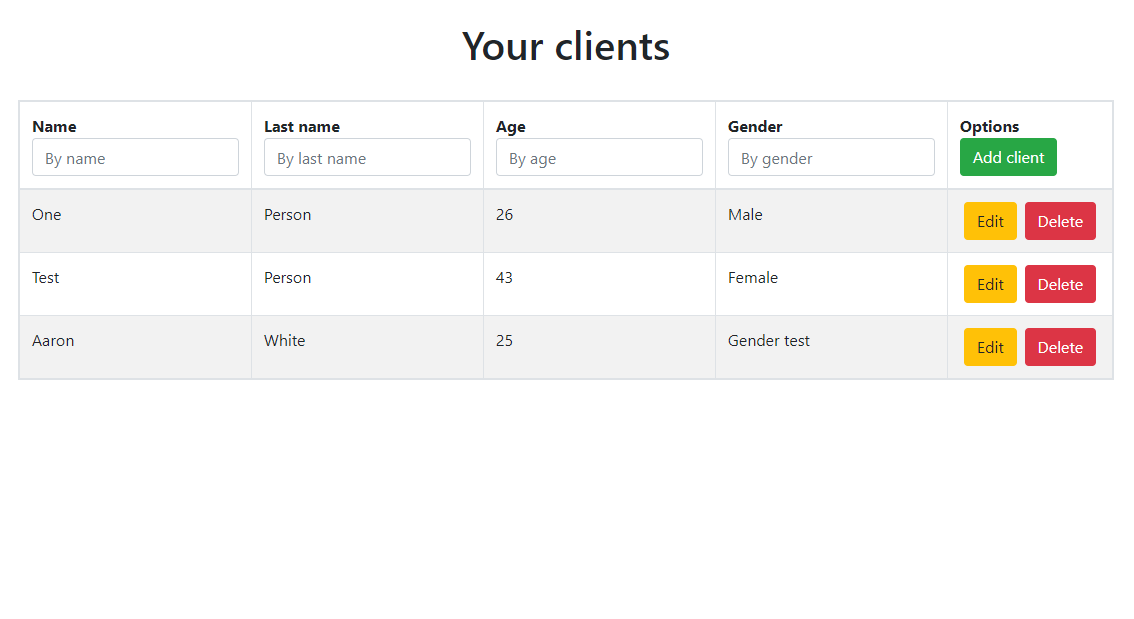 Your clients
Name Last name Age Gender Options
By name By last name By age By gender Add client
One Person 26 Male Edit Delete
Test Person 43 Female Edit Delete
Aaron White 25 Gender test Edit Delete